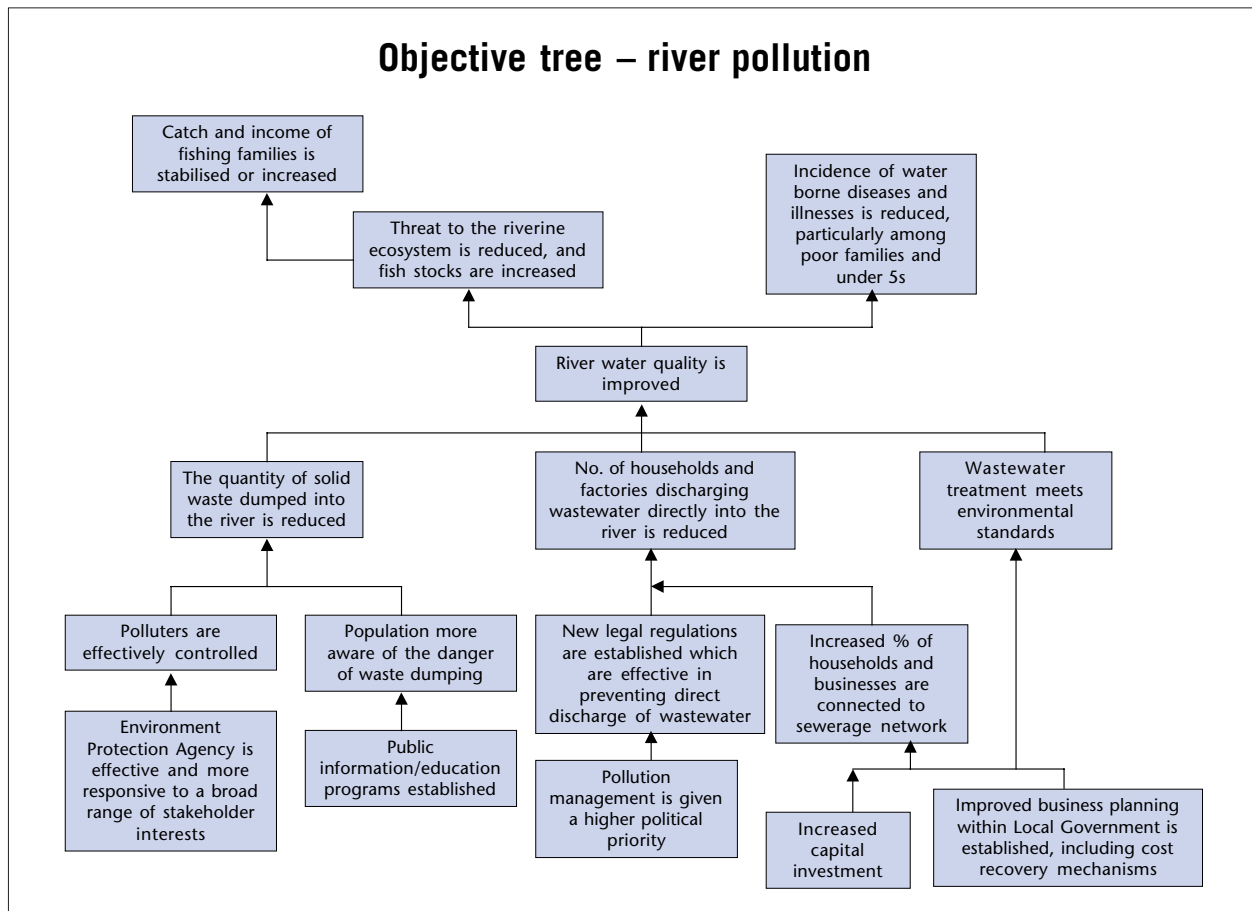 Objective tree – river pollution
Catch and income of
fishing families is
stabilised or increased
Incidence of water
borne diseases and
illnesses is reduced,
particularly among
poor families and
under 5s
Threat to the riverine
ecosystem is reduced, and
fish stocks are increased
River water quality is
improved
The quantity of solid
waste dumped into
the river is reduced
No. of households and
factories discharging
wastewater directly into the
river is reduced
Wastewater
treatment meets
environmental
standards
Polluters are
effectively controlled
Population more
aware of the danger
of waste dumping
New legal regulations
are established which
are effective in
preventing direct
discharge of wastewater
Increased % of
households and
businesses are
connected to
sewerage network
Environment
Protection Agency is
effective and more
responsive to a broad
range of stakeholder
interests
Public
information/education
programs established
Pollution
management is given
a higher political
priority
Increased
capital
investment
Improved business planning
within Local Government is
established, including cost
recovery mechanisms